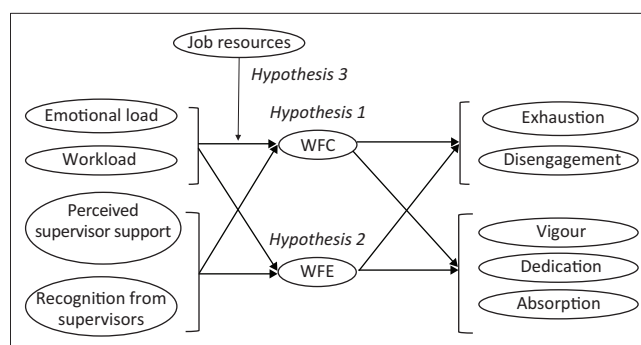 Job resources
Hypothesis 3
Emotional load
Hypothesis 1
Exhaustion
Workload
WFC
Disengagement
Perceived
supervisor support
Hypothesis 2
Vigour
WFE
Dedication
Recognition from
supervisors
Absorption